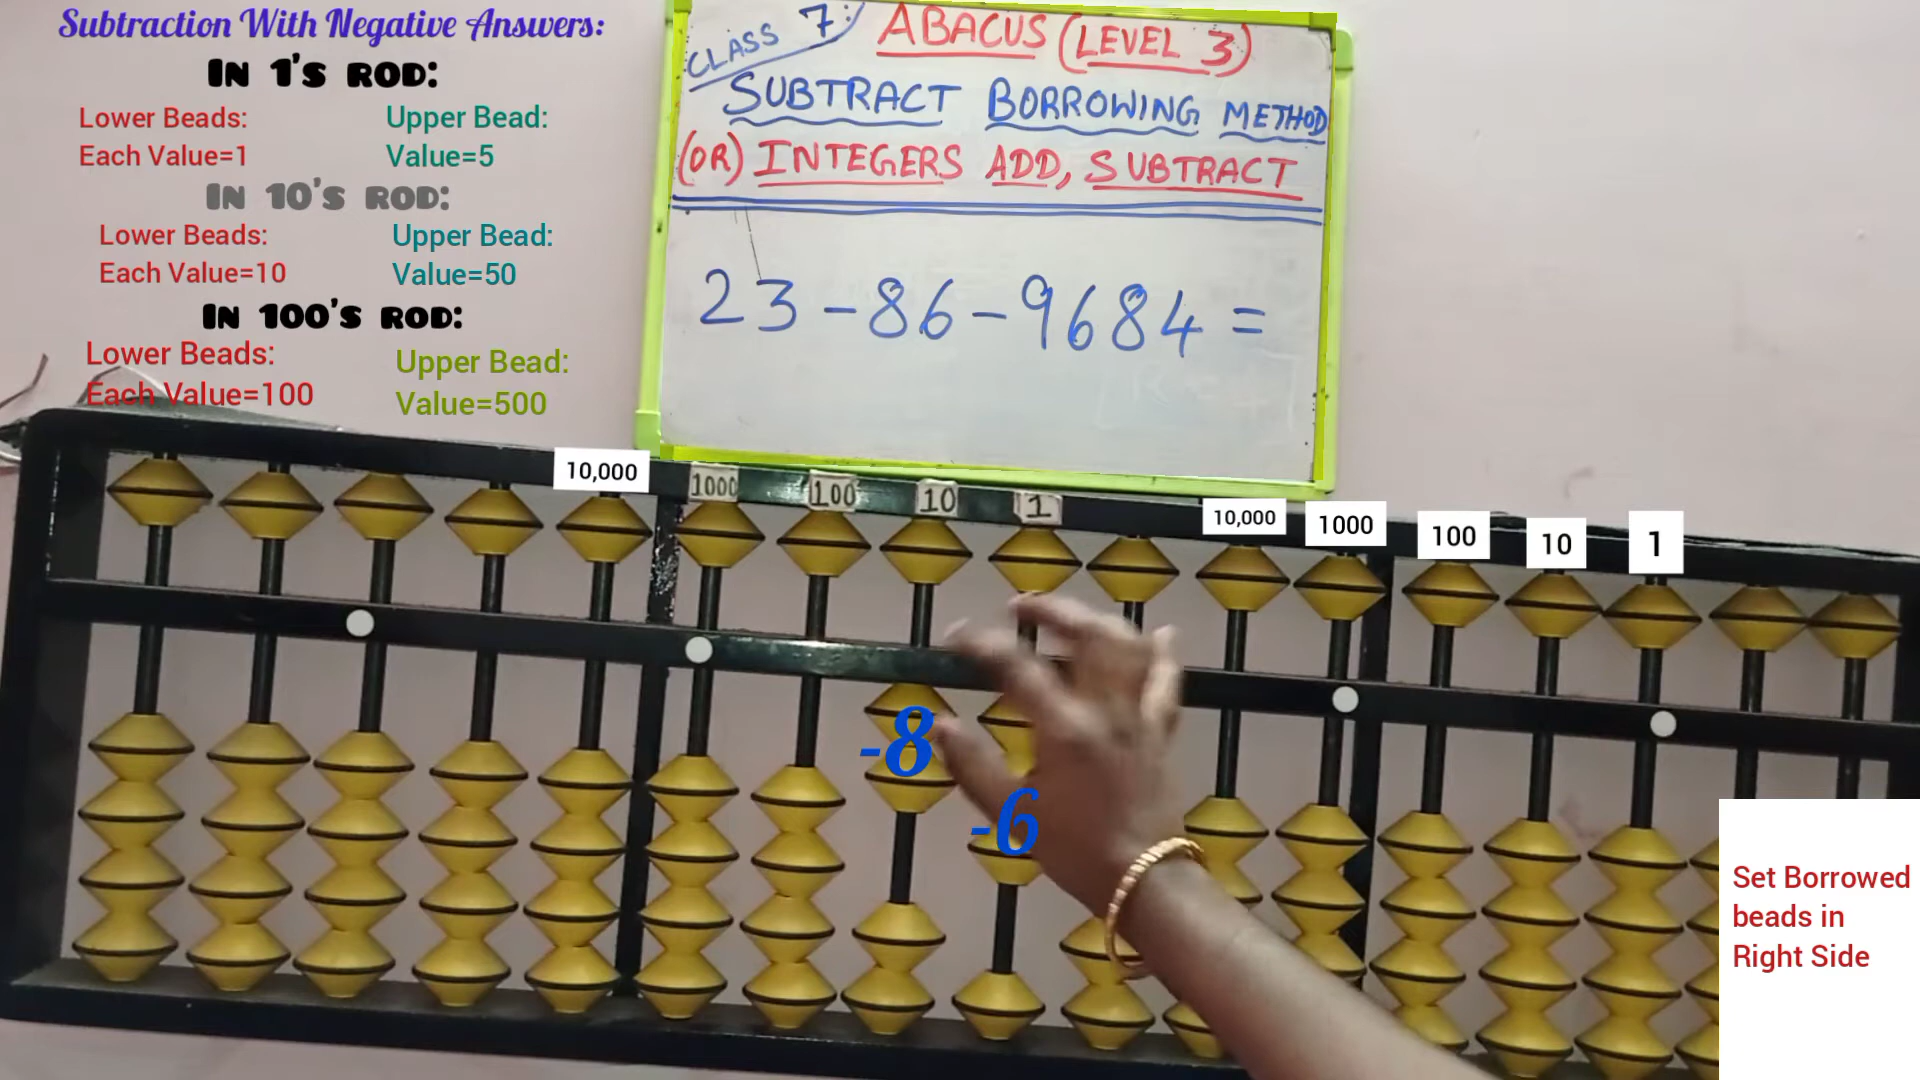 Subtraction With Negative Answers:
In 1's rod:
Lower Beads:
Each Value=1
Upper Bead:
Value=5
In 10's rod:
Lower Beads:
Each Value=10
Upper Bead:
Value=50
In 100's rod:
Lower Beads:
Each Value=100
Upper Bead:
Value=500
CLASS 7:
ABACUS (LEVEL 3)
SUBTRACT BORROWING METHOD
(OR) INTEGERS ADD, SUBTRACT
23-86-9684=
10,000
1000
100
10
1
10,000
1000
100
10
1
-8
-6
Set Borrowed
beads in
Right Side